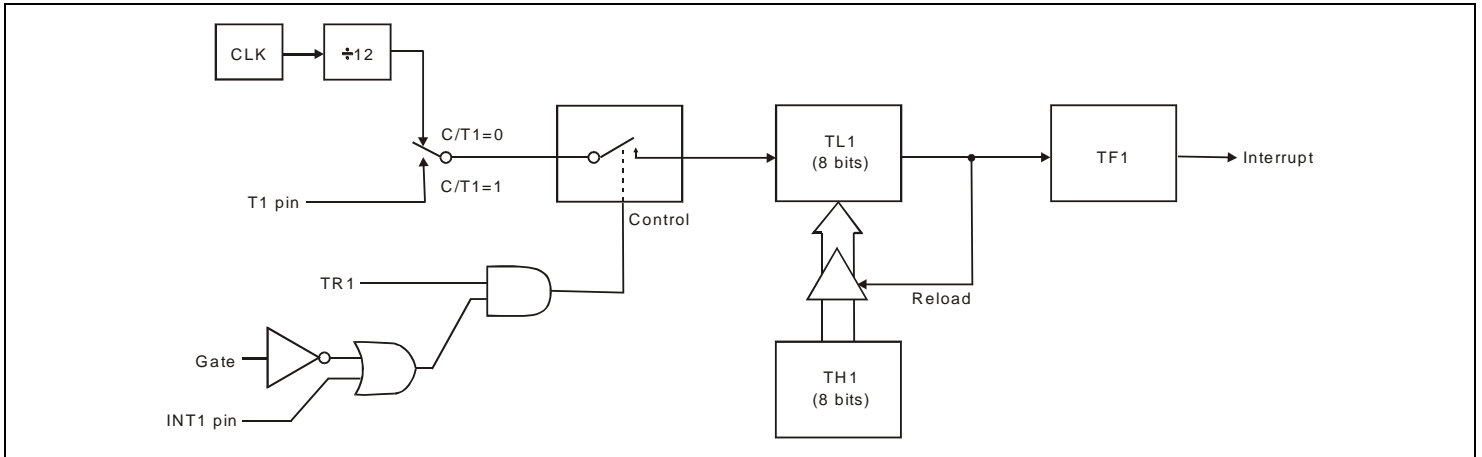 CLK
÷12
C/T1=0
C/T1=1
T1 pin
Control
TL1
(8 bits)
TF1
Interrupt
TR1
Reload
Gate
INT1 pin
TH1
(8 bits)